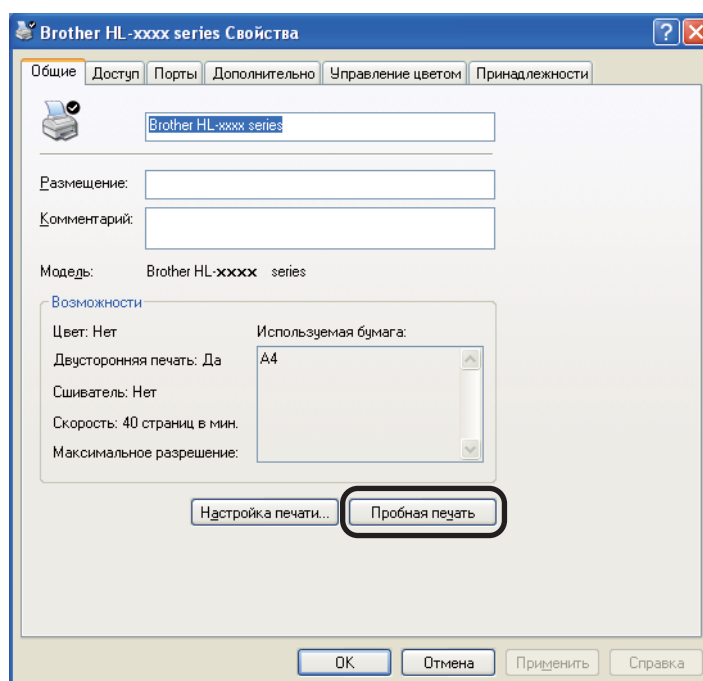 Brother HL-xxxx series Свойства
Общие Доступ Порты Дополнительно Управление цветом Принадлежности
Brother HL-xxxx series
Размещение:
Комментарий:
Модель: Brother HL-xxxx series
Возможности
Цвет: Нет Используемая бумага:
Двусторонняя печать: Да A4
Сшиватель: Нет
Скорость: 40 страниц в мин.
Максимальное разрешение:
Настройка печати... Пробная печать
OK Отмена Применить Справка